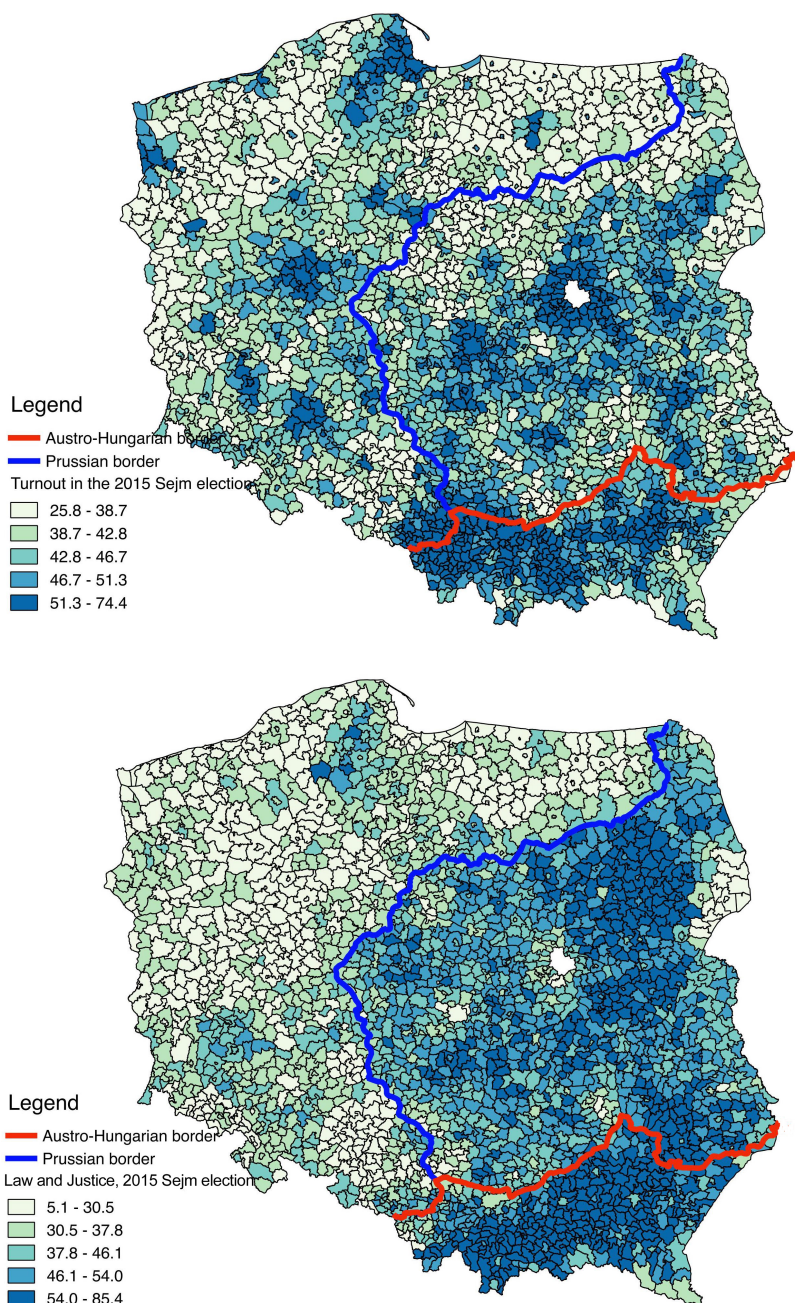 Legend
Austro-Hungarian border
Prussian border
Turnout in the 2015 Sejm election
25.8 - 38.7
38.7 - 42.8
42.8 - 46.7
46.7 - 51.3
51.3 - 74.4
Legend
Austro-Hungarian border
Prussian border
Law and Justice, 2015 Sejm election
5.1 - 30.5
30.5 - 37.8
37.8 - 46.1
46.1 - 54.0
54.0 - 85.4